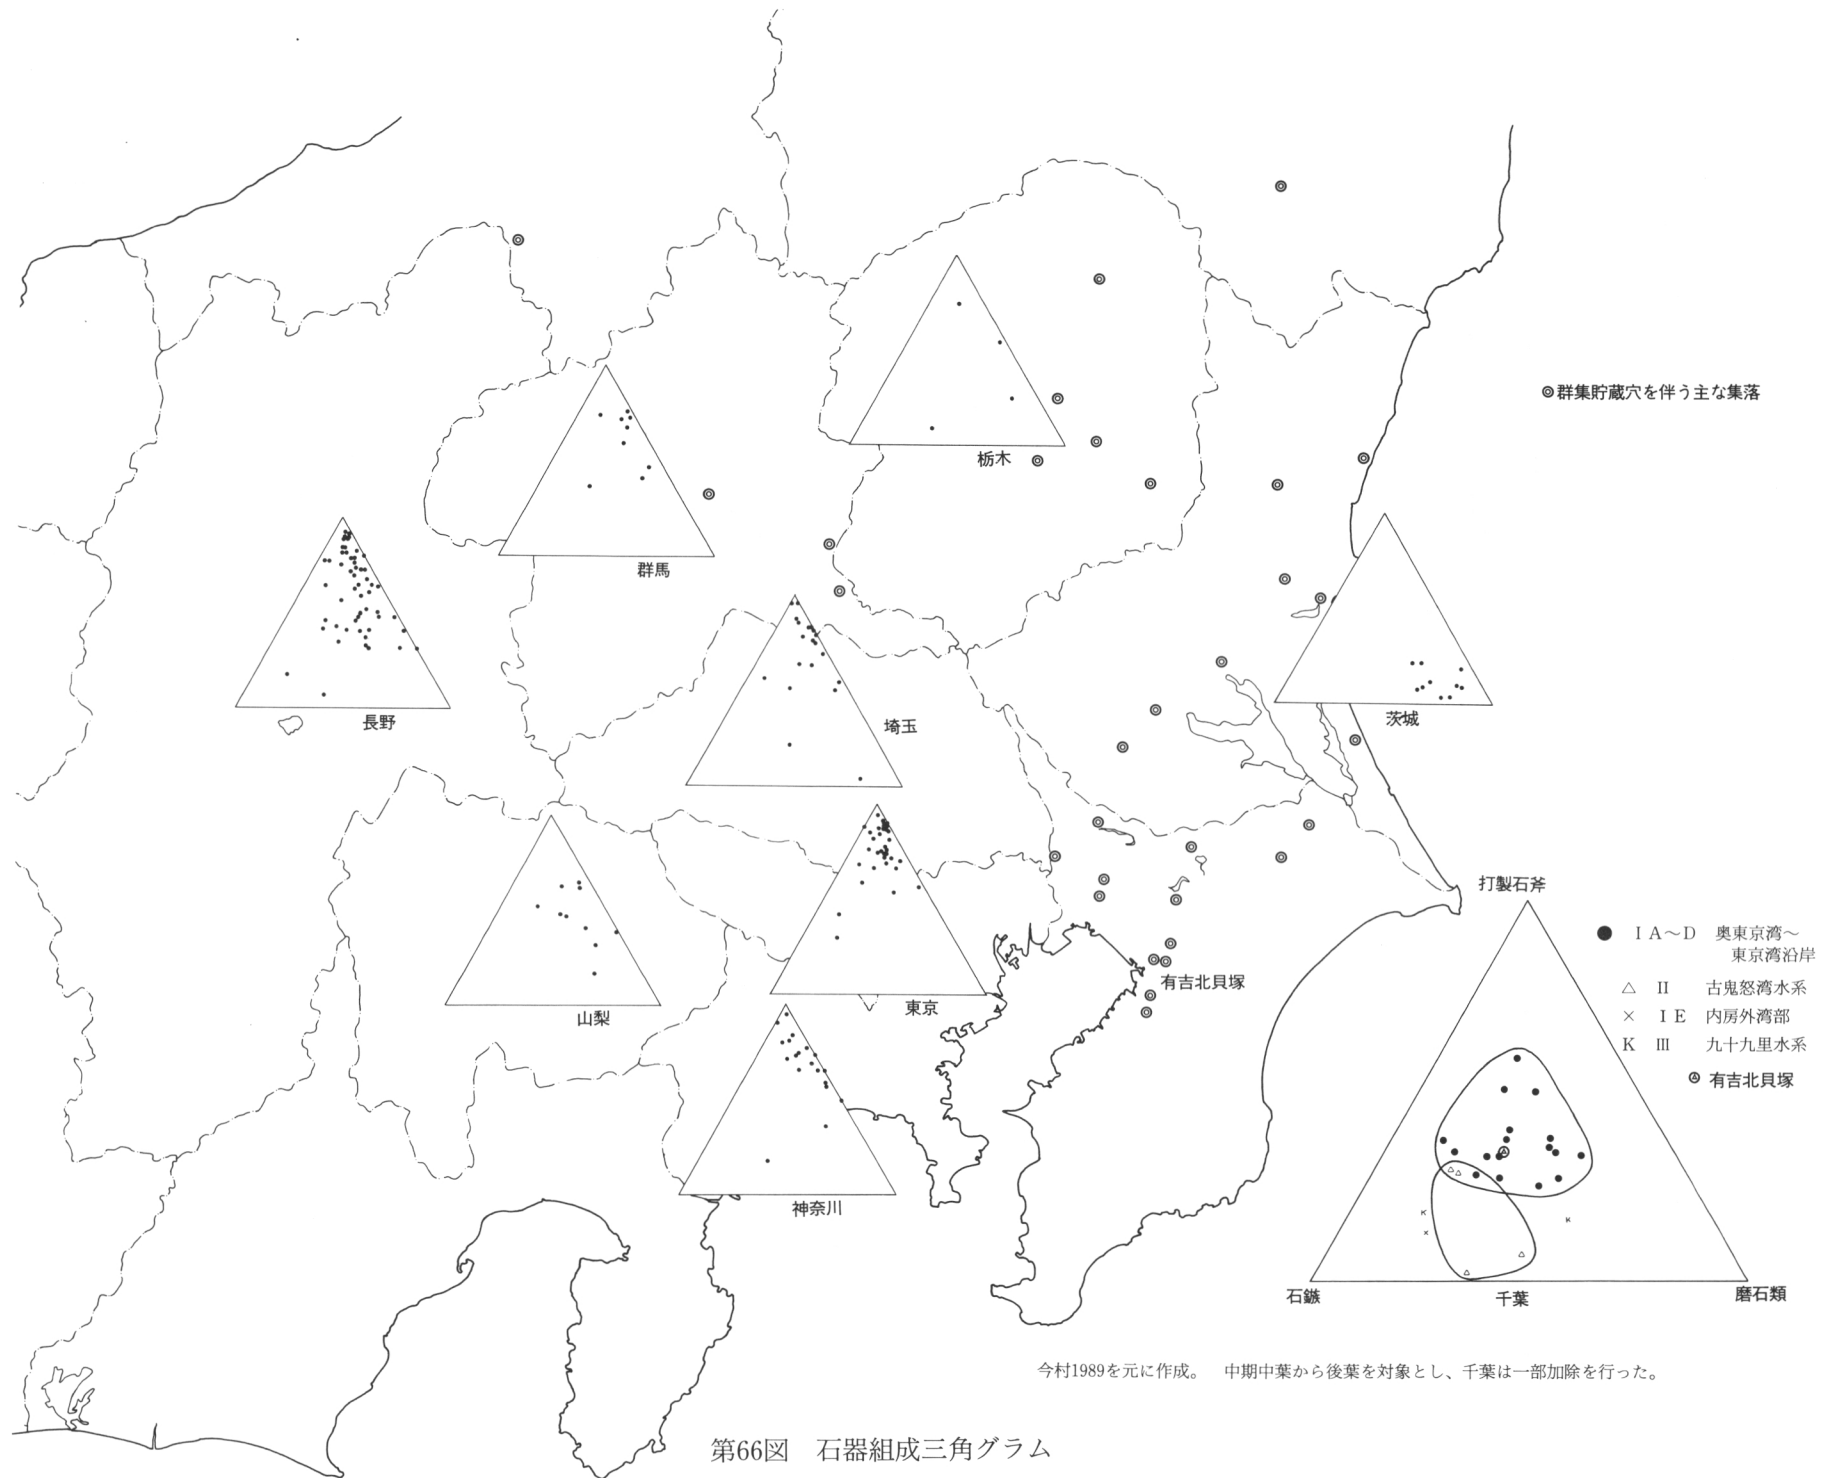 ◎群集貯蔵穴を伴う主な集落
栃木
群馬
長野
茨城
埼玉
山梨
東京
有吉北貝塚
神奈川
打製石斧
● ⅠA～D 奥東京湾～
東京湾沿岸
△ Ⅱ 古鬼怒湾水系
× ⅠE 内房外湾部
K Ⅲ 九十九里水系
有吉北貝塚
K
×
K
石鏃
千葉
磨石類
今村1989を元に作成。 中期中葉から後葉を対象とし、千葉は一部加除を行った。
第66図 石器組成三角グラム